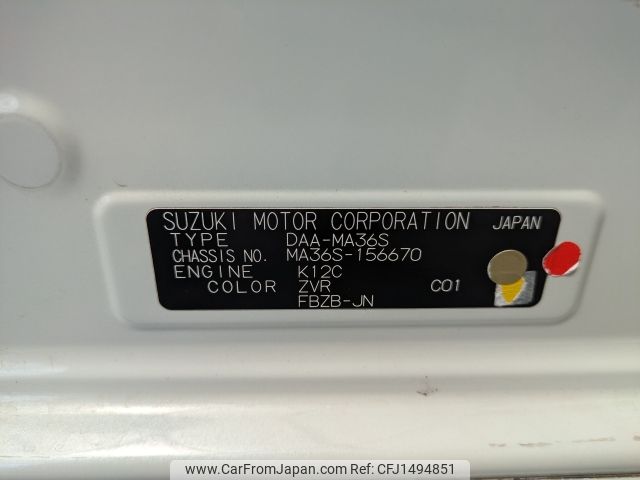 SUZUKI MOTOR CORPORATION JAPAN
TYPE DAA-MA36S
CHASSIS NO. MA36S-156670
ENGINE K12C
COLOR ZVR C01
FBZB-JN
www.CarFromJapan.com - CFJ1494851